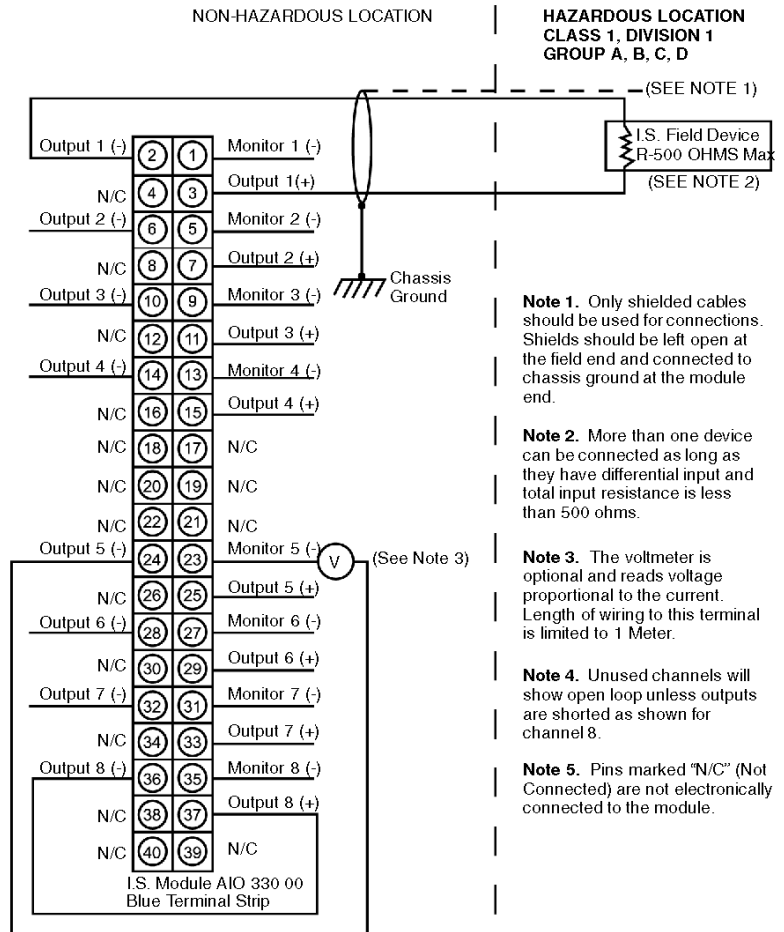 NON-HAZARDOUS LOCATION
HAZARDOUS LOCATION
CLASS 1, DIVISION 1
GROUP A, B, C, D
(SEE NOTE 1)
I.S. Field Device
R-500 OHMS Max
(SEE NOTE 2)
Output 1 (-) 2 1 Monitor 1 (-)
N/C 4 3 Output 1(+)
Output 2 (-) 6 5 Monitor 2 (-)
N/C 8 7 Output 2 (+)
Output 3 (-) 10 9 Monitor 3 (-)
N/C 12 11 Output 3 (+)
Output 4 (-) 14 13 Monitor 4 (-)
N/C 16 15 Output 4 (+)
N/C 18 17 N/C
N/C 20 19 N/C
N/C 22 21 N/C
Output 5 (-) 24 23 Monitor 5 (-) V (See Note 3)
N/C 26 25 Output 5 (+)
Output 6 (-) 28 27 Monitor 6 (-)
N/C 30 29 Output 6 (+)
Output 7 (-) 32 31 Monitor 7 (-)
N/C 34 33 Output 7 (+)
Output 8 (-) 36 35 Monitor 8 (-)
N/C 38 37 Output 8 (+)
N/C 40 39 N/C
I.S. Module AIO 330 00
Blue Terminal Strip
Chassis
Ground
Note 1. Only shielded cables
should be used for connections.
Shields should be left open at
the field end and connected to
chassis ground at the module
end.
Note 2. More than one device
can be connected as long as
they have differential input and
total input resistance is less
than 500 ohms.
Note 3. The voltmeter is
optional and reads voltage
proportional to the current.
Length of wiring to this terminal
is limited to 1 Meter.
Note 4. Unused channels will
show open loop unless outputs
are shorted as shown for
channel 8.
Note 5. Pins marked “N/C” (Not
Connected) are not electronically
connected to the module.